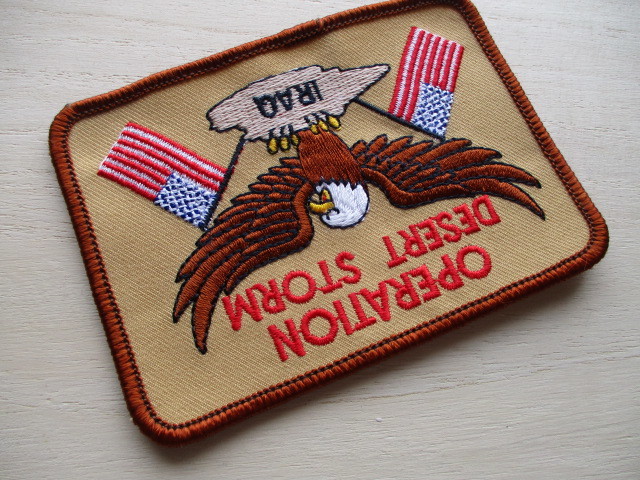 OPERATION
DESERT STORM
IRAQ